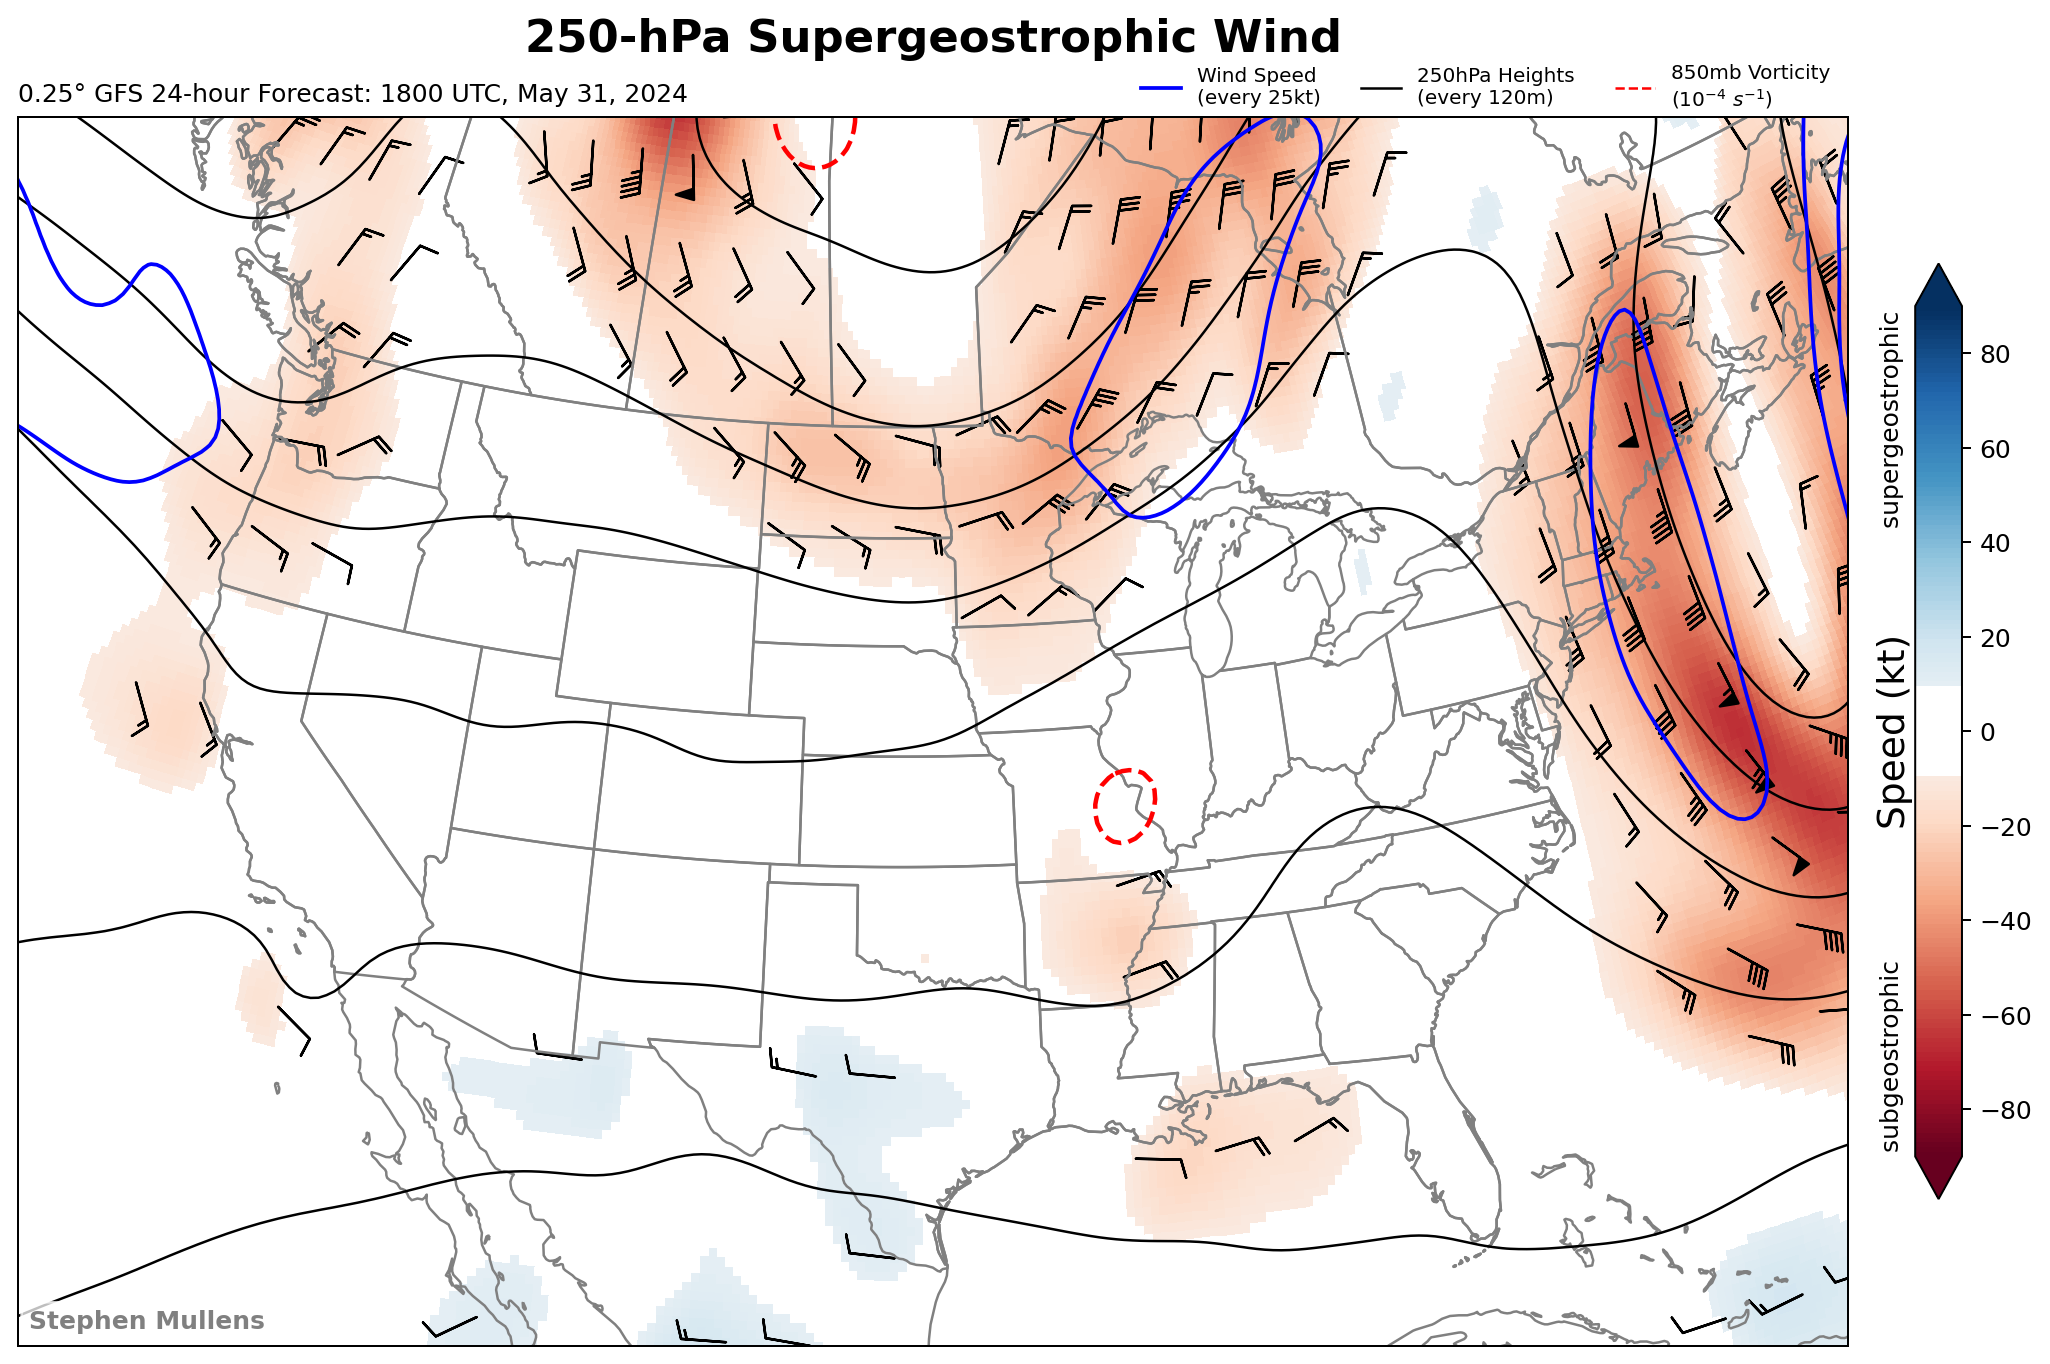 250-hPa Supergeostrophic Wind
0.25° GFS 24-hour Forecast: 1800 UTC, May 31, 2024
Wind Speed
(every 25kt)
250hPa Heights
(every 120m)
850mb Vorticity
(10⁻⁴ s⁻¹)
supergeostrophic
subgeostrophic
Speed (kt)
80
60
40
20
0
−20
−40
−60
−80
Stephen Mullens